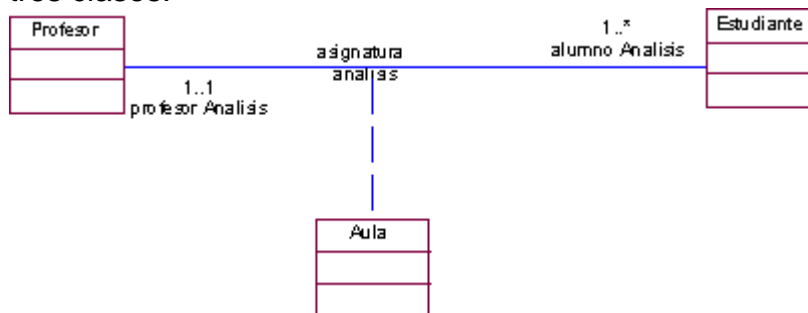 tres clases.
Profesor
1..*
Estudiante
asignatura
alumno Analisis
analisis
1..1
profesor Analisis
Aula